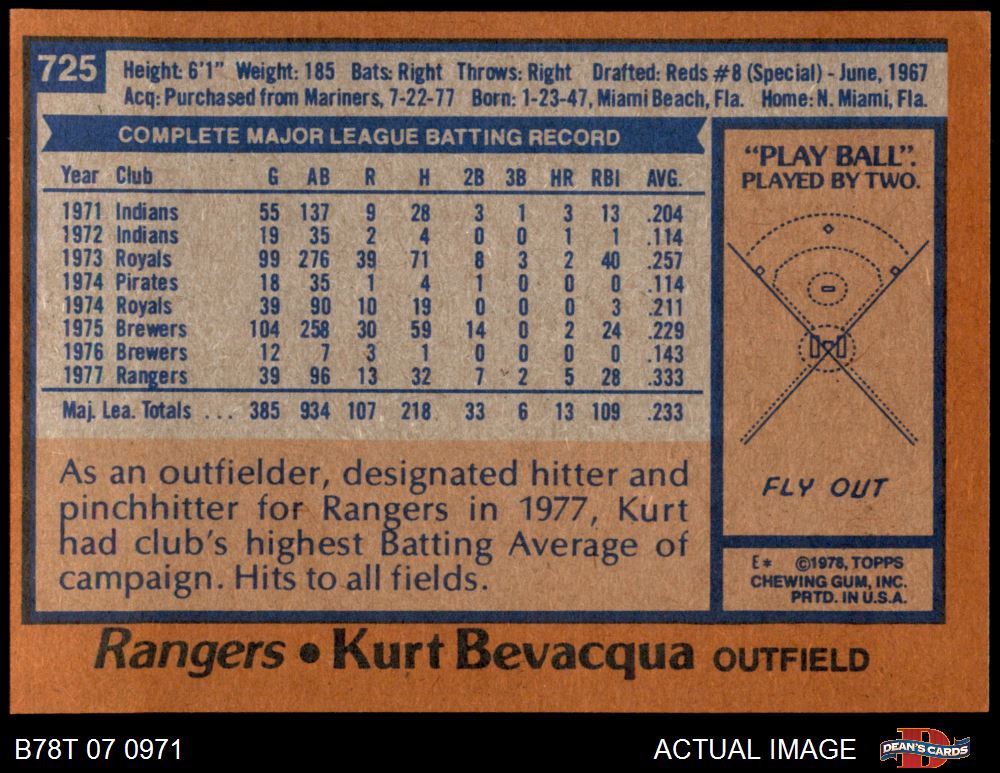 725
Height: 6'1" Weight: 185 Bats: Right Throws: Right Drafted: Reds #8 (Special) - June, 1967
Acq: Purchased from Mariners, 7-22-77 Born: 1-23-47, Miami Beach, Fla. Home: N. Miami, Fla.
COMPLETE MAJOR LEAGUE BATTING RECORD
Year Club G AB R H 2B 3B HR RBI AVG.
1971 Indians 55 137 9 28 3 1 3 13 .204
1972 Indians 19 35 2 4 0 0 1 1 .114
1973 Royals 99 276 39 71 8 3 2 40 .257
1974 Pirates 18 35 1 4 1 0 0 0 .114
1974 Royals 39 90 10 19 0 0 0 3 .211
1975 Brewers 104 258 30 59 14 0 2 24 .229
1976 Brewers 12 7 3 1 0 0 0 0 .143
1977 Rangers 39 96 13 32 7 2 5 28 .333
Maj. Lea. Totals ... 385 934 107 218 33 6 13 109 .233
As an outfielder, designated hitter and
pinchhitter for Rangers in 1977, Kurt
had club's highest Batting Average of
campaign. Hits to all fields.
"PLAY BALL".
PLAYED BY TWO.
FLY OUT
E* ©1978, TOPPS
CHEWING GUM, INC.
PRTD. IN U.S.A.
Rangers • Kurt Bevacqua OUTFIELD
B78T 07 0971
ACTUAL IMAGE
B
DEAN'S CARDS